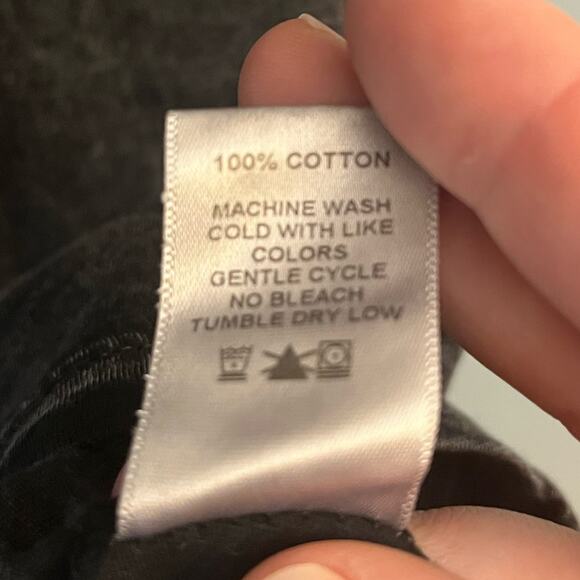 100% COTTON
MACHINE WASH
COLD WITH LIKE
COLORS
GENTLE CYCLE
NO BLEACH
TUMBLE DRY LOW